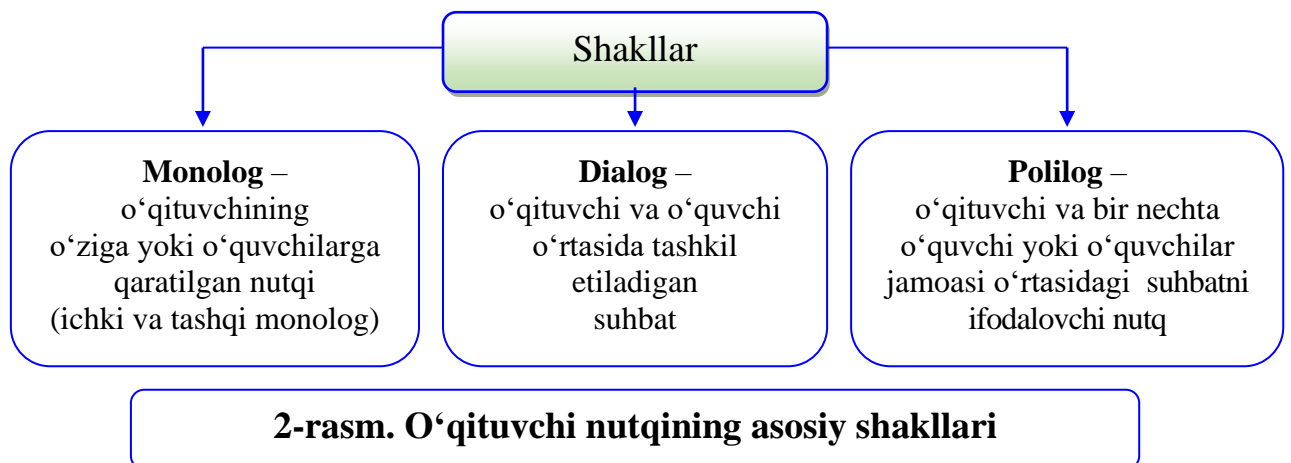 Shakllar
Monolog –
o‘qituvchining
o‘ziga yoki o‘quvchilarga
qaratilgan nutqi
(ichki va tashqi monolog)
Dialog –
o‘qituvchi va o‘quvchi
o‘rtasida tashkil
etiladigan
suhbat
Polilog –
o‘qituvchi va bir nechta
o‘quvchi yoki o‘quvchilar
jamoasi o‘rtasidagi suhbatni
ifodalovchi nutq
2-rasm. O‘qituvchi nutqining asosiy shakllari